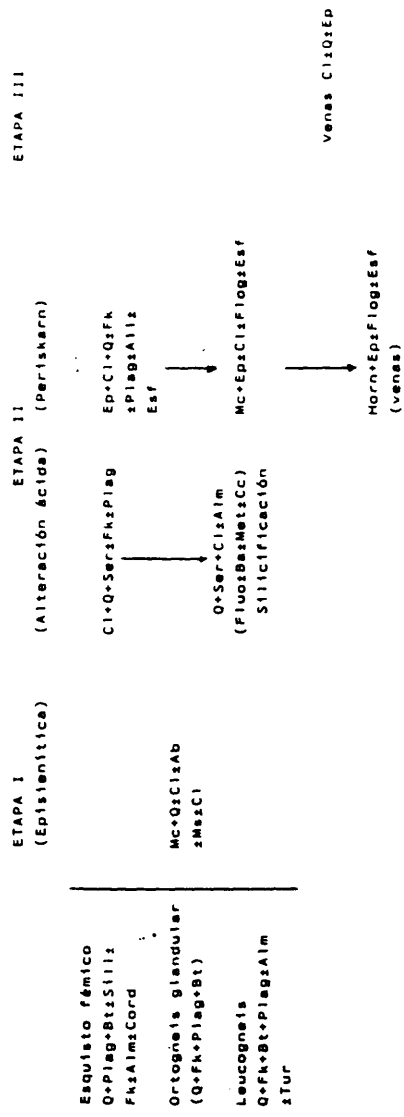 ETAPA I
(Episienítica)
ETAPA II
(Alteración ácida)
(Periskarn)
ETAPA III
Esquisto fémico
Q+Plag+Bt±Sill±
Fk±Alm±Cord
Ortogneis glandular
(Q+Fk+Plag+Bt)
Leucogneis
Q+Fk+Bt+Plag±Alm
±Tur
Mc+Q±Cl±Ab
±Ms±Cl
Cl+Q+Ser±Fk±Plag
Q+Ser+Cl±Alm
(Fluo±Ba±Met±Cc)
Silicificación
Ep+Cl+Q±Fk
±Plag±All±
Esf
Mc+Ep±Cl±Flog±Esf
Horn+Ep±Flog±Esf
(venas)
Venas Cl±Q±Ep